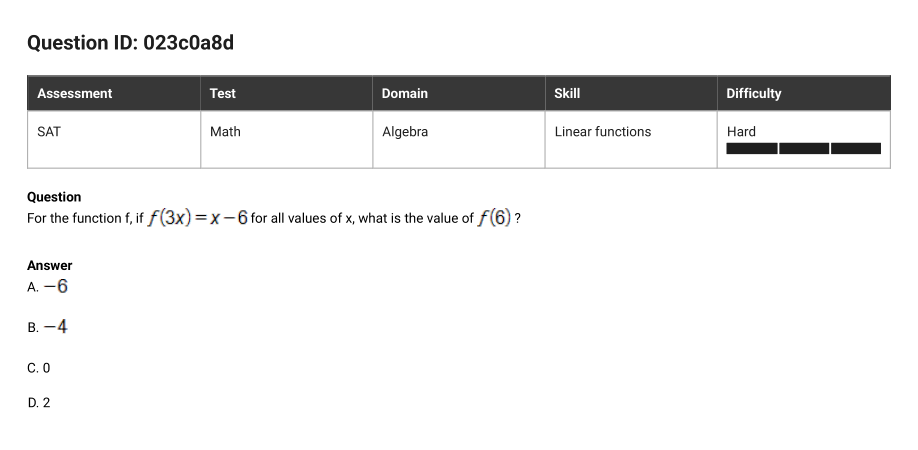 Question ID: 023c0a8d
Assessment Test Domain Skill Difficulty
SAT Math Algebra Linear functions Hard
Question
For the function f, if f(3x) = x − 6 for all values of x, what is the value of f(6) ?
Answer
A. −6
B. −4
C. 0
D. 2